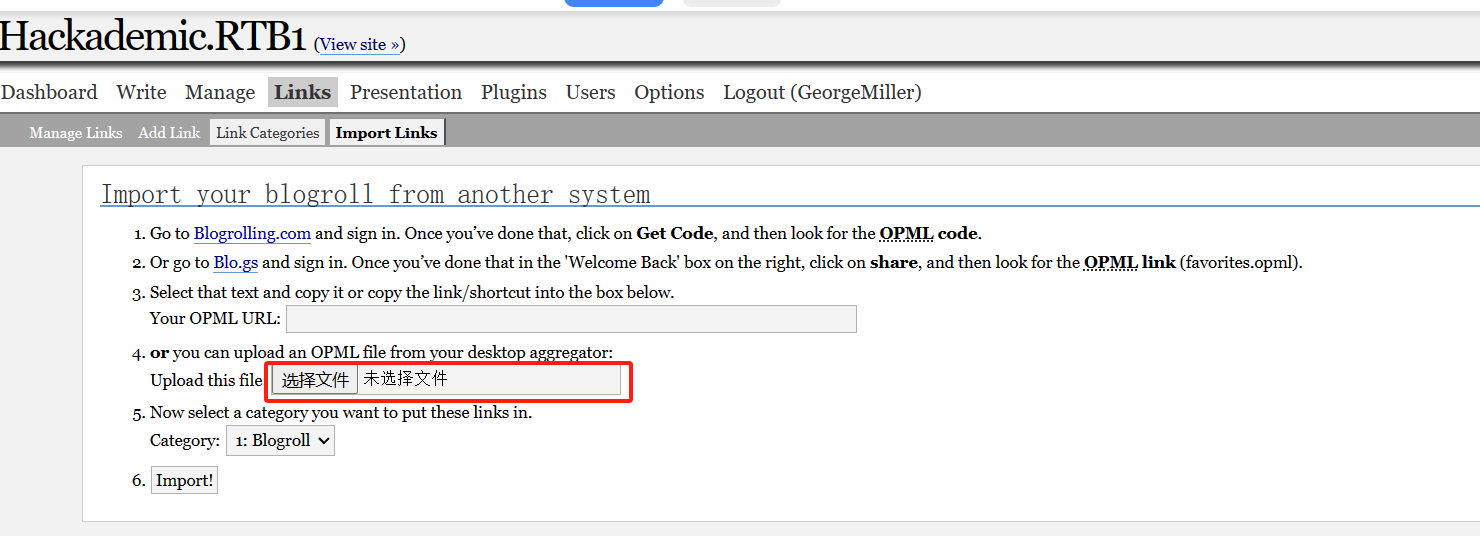 Hackademic.RTB1 (View site »)
Dashboard Write Manage Links Presentation Plugins Users Options Logout (GeorgeMiller)
Manage Links Add Link Link Categories Import Links
Import your blogroll from another system
1. Go to Blogrolling.com and sign in. Once you’ve done that, click on Get Code, and then look for the OPML code.
2. Or go to Blo.gs and sign in. Once you’ve done that in the 'Welcome Back' box on the right, click on share, and then look for the OPML link (favorites.opml).
3. Select that text and copy it or copy the link/shortcut into the box below.
Your OPML URL:
4. or you can upload an OPML file from your desktop aggregator:
Upload this file 选择文件 未选择文件
5. Now select a category you want to put these links in.
Category: 1: Blogroll
6. Import!